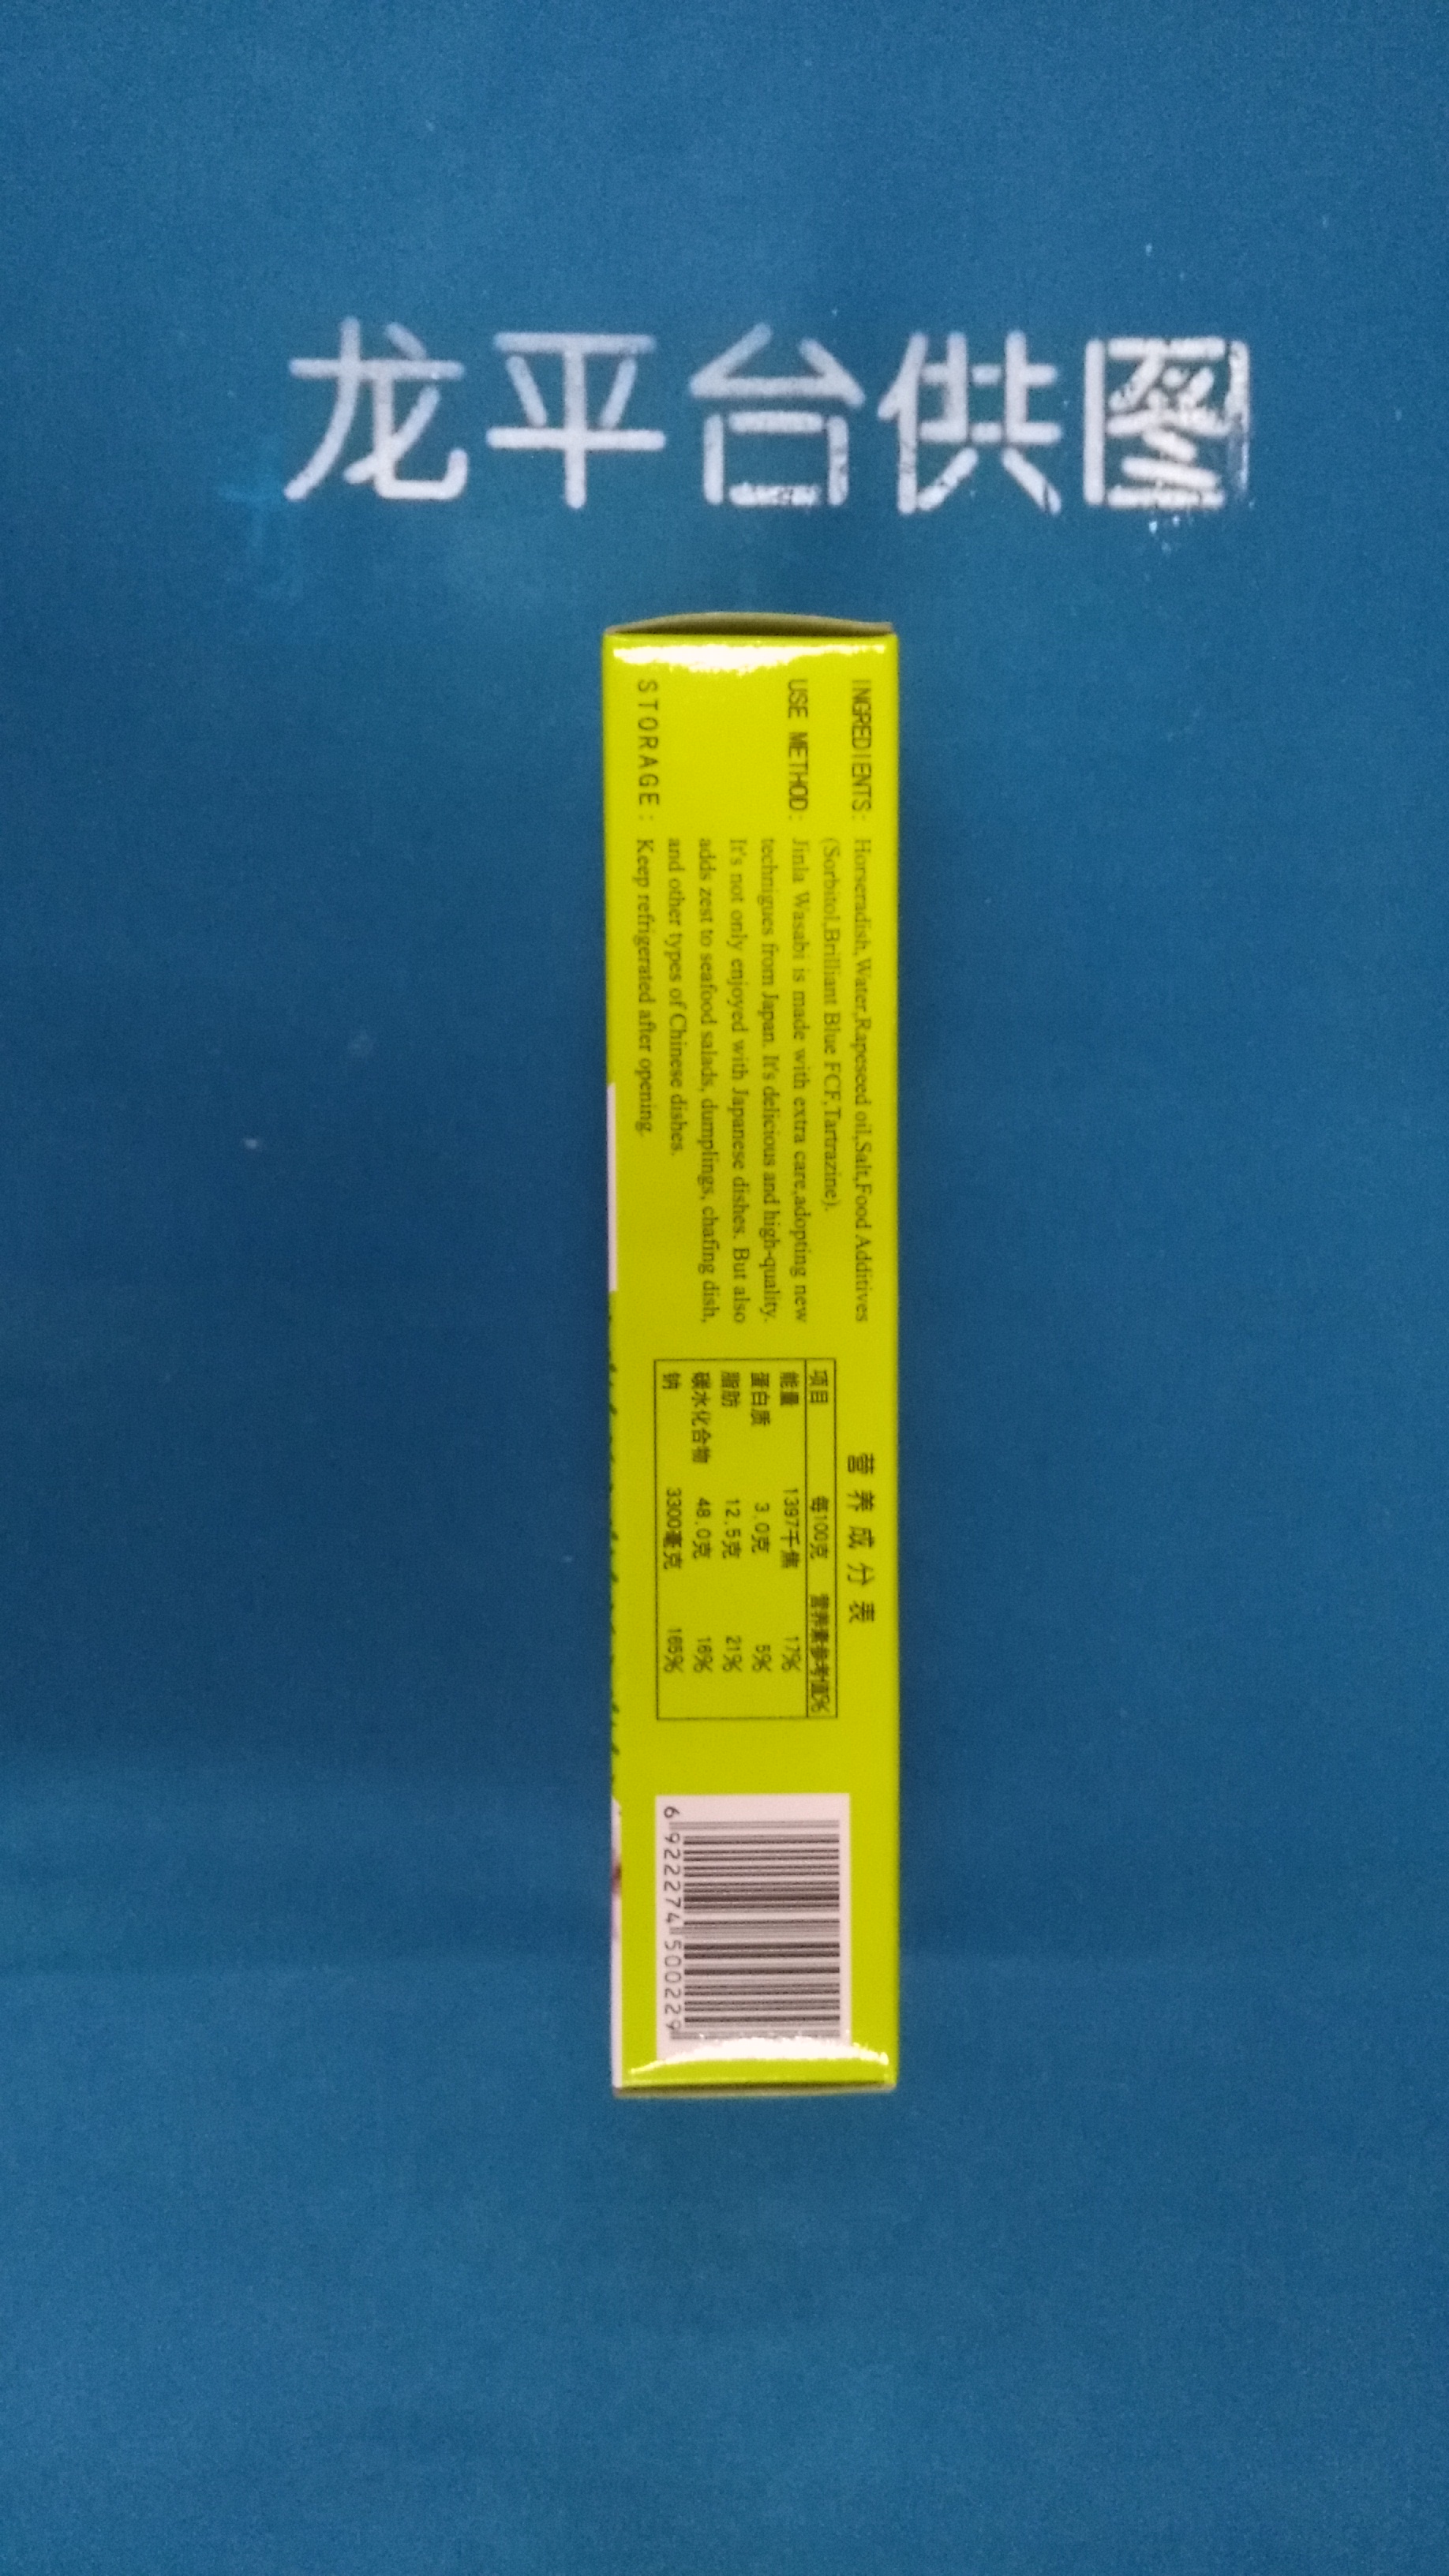 龙平台供图
INGREDIENTS: Horseradish,Water,Rapeseed oil,Salt,Food Additives
(Sorbitol,Brilliant Blue FCF,Tartrazine).
USE METHOD: Jinla Wasabi is made with extra care,adopting new
technigues from Japan. It's delicious and high-quality.
It's not only enjoyed with Japanese dishes. But also
adds zest to seafood salads, dumplings, chafing dish,
and other types of Chinese dishes.
STORAGE: Keep refrigerated after opening.
营养成分表
项目 每100克 营养素参考值%
能量 1397千焦 17%
蛋白质 3.0克 5%
脂肪 12.5克 21%
碳水化合物 48.0克 16%
钠 3300毫克 165%
6 922274 500229